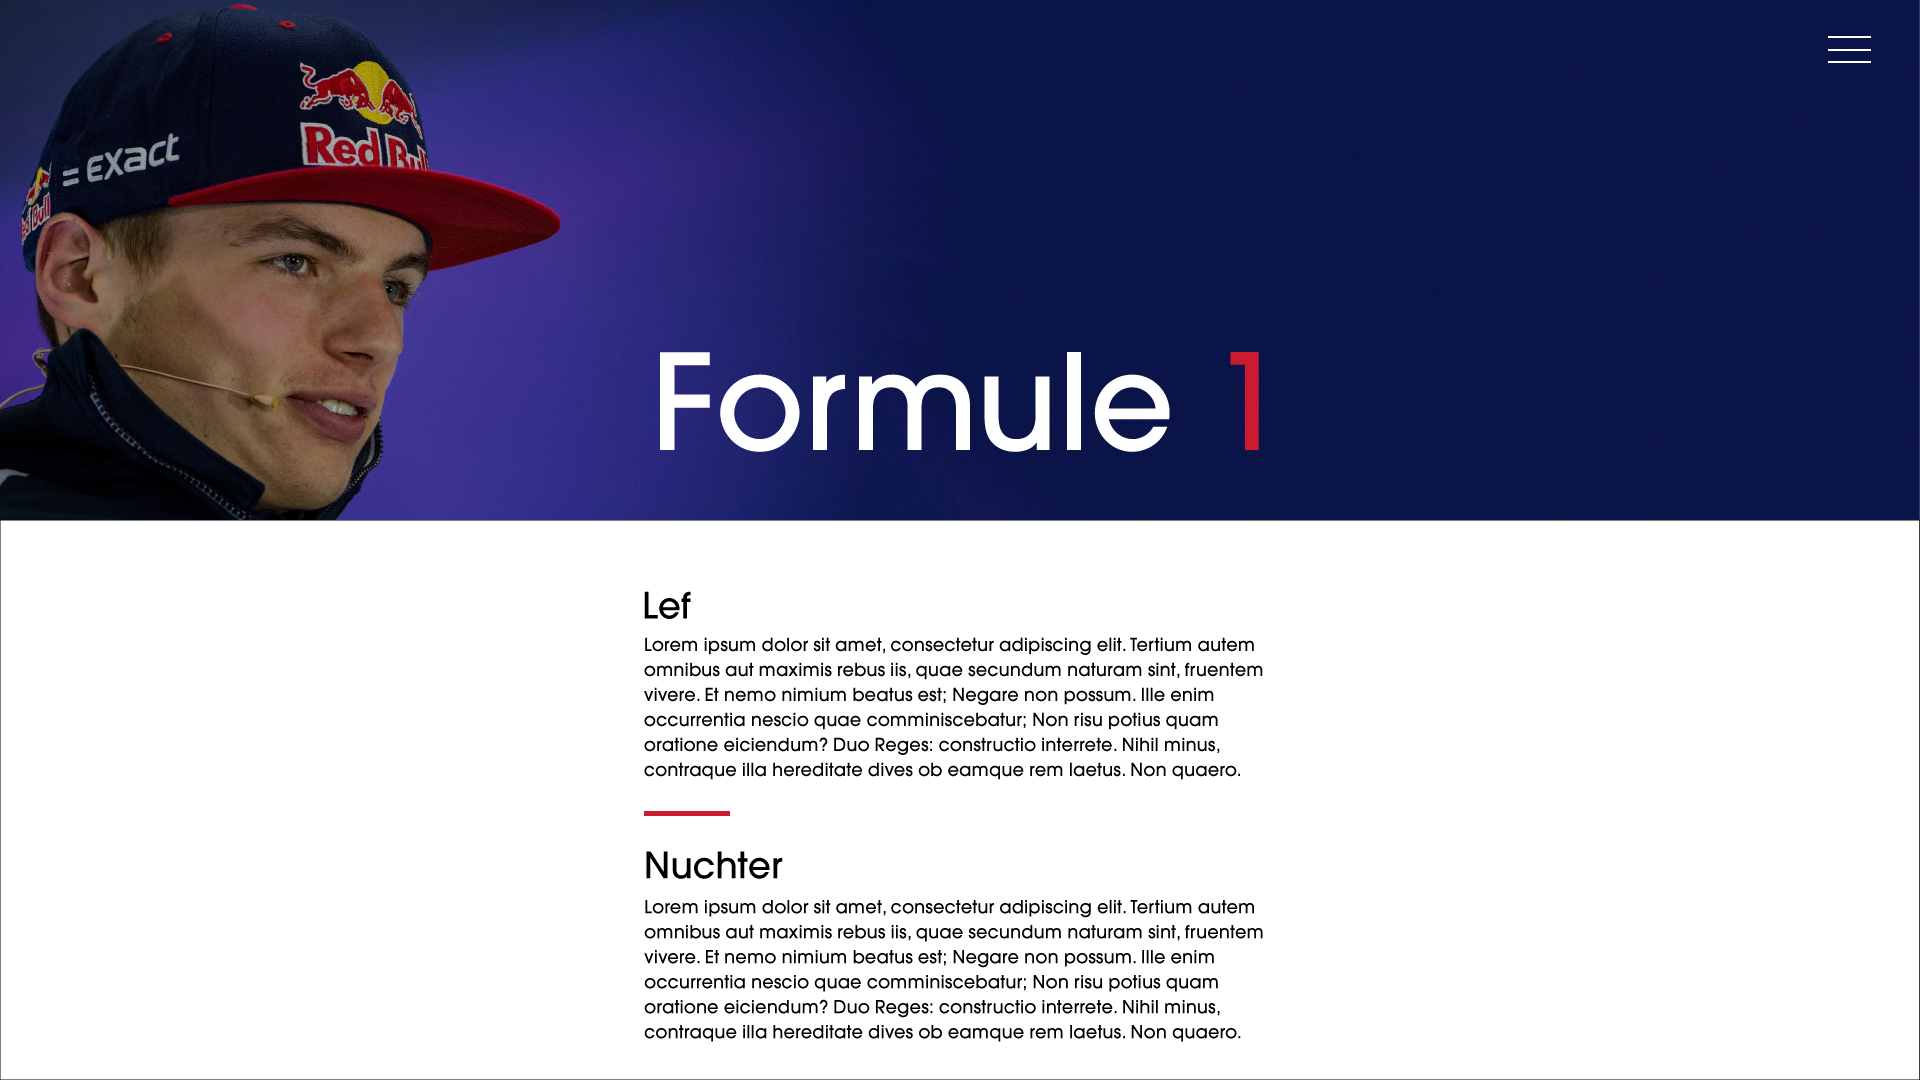 Red Bull
= exact
Red Bull
Formule 1
Lef
Lorem ipsum dolor sit amet, consectetur adipiscing elit. Tertium autem
omnibus aut maximis rebus iis, quae secundum naturam sint, fruentem
vivere. Et nemo nimium beatus est; Negare non possum. Ille enim
occurrentia nescio quae comminiscebatur; Non risu potius quam
oratione eiciendum? Duo Reges: constructio interrete. Nihil minus,
contraque illa hereditate dives ob eamque rem laetus. Non quaero.
Nuchter
Lorem ipsum dolor sit amet, consectetur adipiscing elit. Tertium autem
omnibus aut maximis rebus iis, quae secundum naturam sint, fruentem
vivere. Et nemo nimium beatus est; Negare non possum. Ille enim
occurrentia nescio quae comminiscebatur; Non risu potius quam
oratione eiciendum? Duo Reges: constructio interrete. Nihil minus,
contraque illa hereditate dives ob eamque rem laetus. Non quaero.